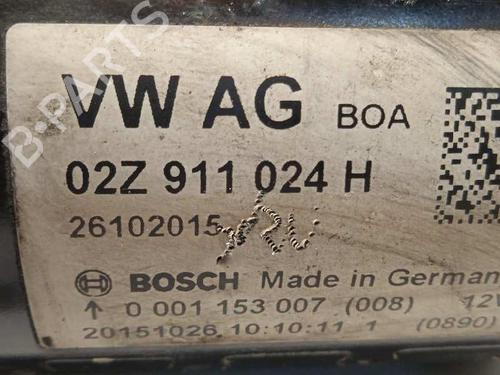 VW AG BOA
02Z 911 024 H
26102015
BOSCH Made in German
↑ 0 001 153 007 (008) 12
20151026 10:10:11 1 (0890)
B-PARTS